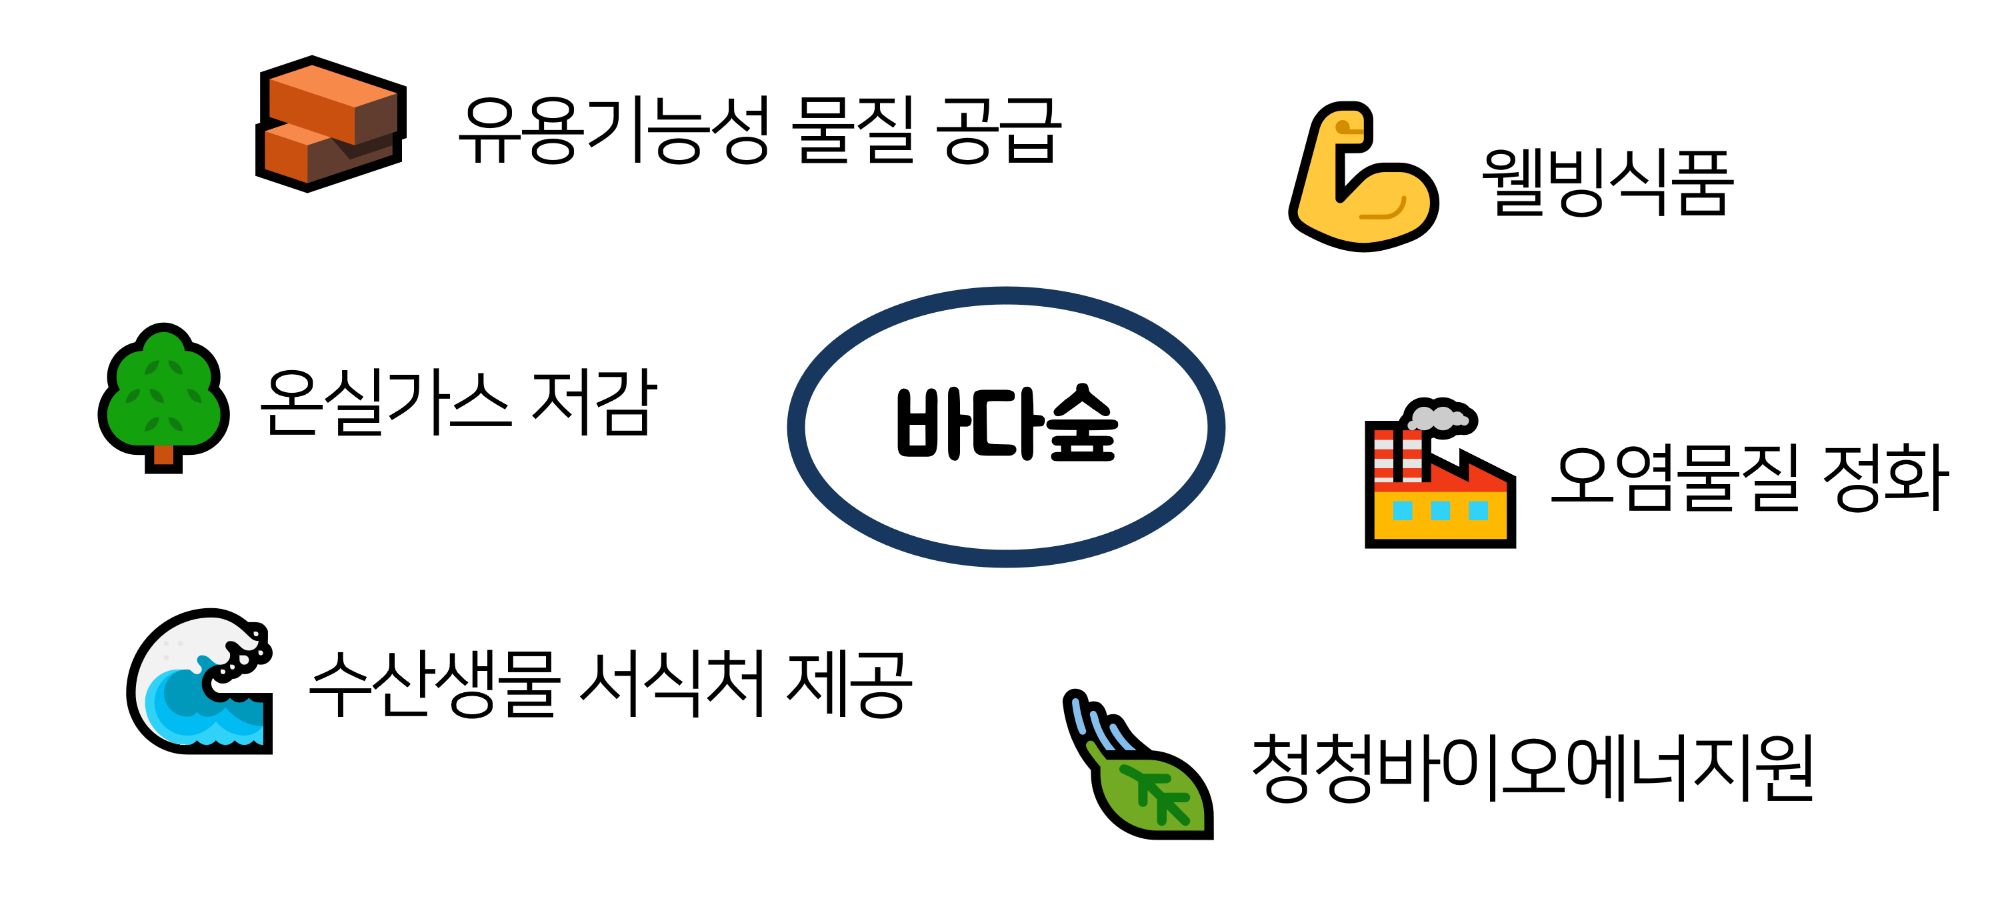 유용기능성 물질 공급
웰빙식품
온실가스 저감
바다숲
오염물질 정화
수산생물 서식처 제공
청청바이오에너지원